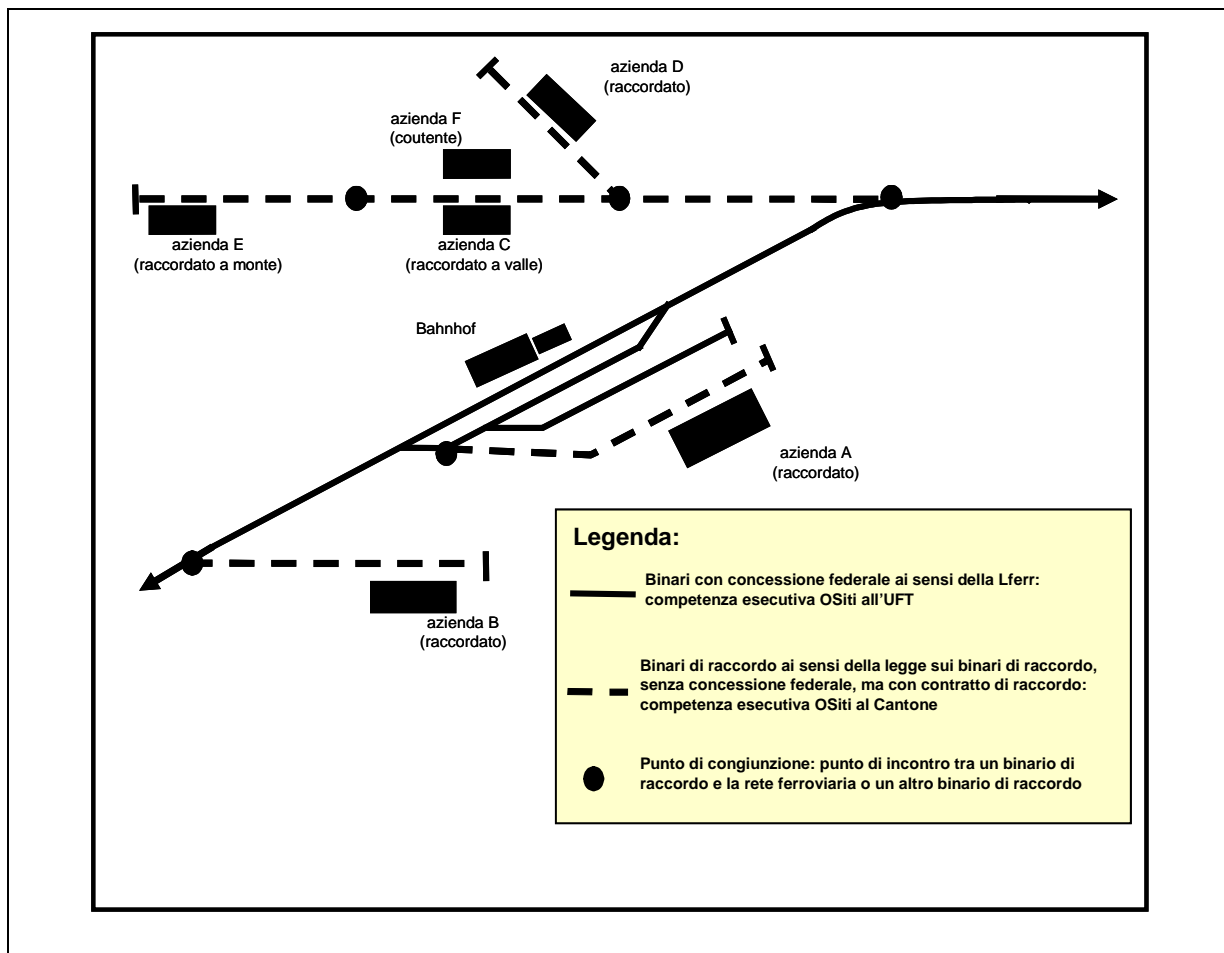 azienda D
(raccordato)
azienda F
(coutente)
azienda E
(raccordato a monte)
azienda C
(raccordato a valle)
Bahnhof
azienda A
(raccordato)
azienda B
(raccordato)
Legenda:
Binari con concessione federale ai sensi della Lferr:
competenza esecutiva OSiti all'UFT
Binari di raccordo ai sensi della legge sui binari di raccordo,
senza concessione federale, ma con contratto di raccordo:
competenza esecutiva OSiti al Cantone
Punto di congiunzione: punto di incontro tra un binario di
raccordo e la rete ferroviaria o un altro binario di raccordo